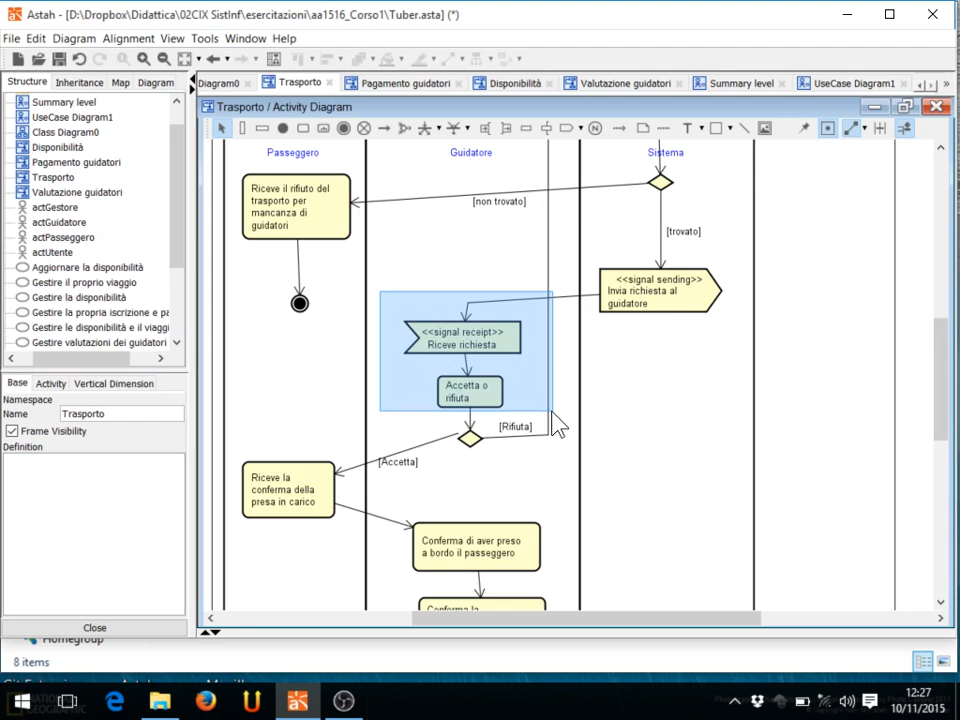 Astah - [D:\Dropbox\Didattica\02CIX SistInf\esercitazioni\aa1516_Corso1\Tuber.asta] (*)
File Edit Diagram Alignment View Tools Window Help
Structure Inheritance Map Diagram
Diagram0 Trasporto Pagamento guidatori Disponibilità Valutazione guidatori Summary level UseCase Diagram1
Trasporto / Activity Diagram
Summary level
UseCase Diagram1
Class Diagram0
Disponibilità
Pagamento guidatori
Trasporto
Valutazione guidatori
actGestore
actGuidatore
actPasseggero
actUtente
Aggiornare la disponibilità
Gestire il proprio viaggio
Gestire la disponibilità
Gestire la propria iscrizione e pa
Gestire le disponibilità e il viaggi
Gestire valutazioni dei guidatori
Base Activity Vertical Dimension
Namespace
Name Trasporto
Frame Visibility
Definition
Close
Passeggero Guidatore Sistema
Riceve il rifiuto del
trasporto per
mancanza di
guidatori
[non trovato]
[trovato]
<<signal sending>>
Invia richiesta al
guidatore
<<signal receipt>>
Riceve richiesta
Accetta o
rifiuta
[Rifiuta]
[Accetta]
Riceve la
conferma della
presa in carico
Conferma di aver preso
a bordo il passeggero
Conferma la
Homegroup
8 items
12:27
10/11/2015